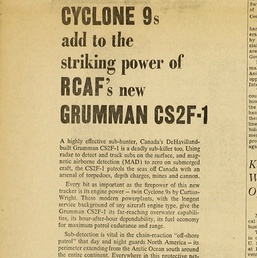 CYCLONE 9s
add to the
striking power of
RCAF's new
GRUMMAN CS2F-1
A highly effective sub-hunter, Canada's DeHavilland-
built Grumman CS2F-1 is a deadly sub-killer too. Using
radar to detect and track subs on the surface, and magnetic
airborne detection (MAD) to zero on submerged
craft, the CS2F-1 patrols the seas off Canada with an
arsenal of torpedoes, depth charges, mines and cannon.
Every bit as important as the firepower of this new
tracker is its engine power – twin Cyclone 9s by Curtiss-
Wright. These modern powerplants, with the longest
service background of any aircraft engine type, give the
Grumman CS2F-1 its far-reaching overwater capabilities,
its hour-after-hour dependability, its fuel economy
for maximum patrol endurance and range.
Sub-detection is vital in the chain-reaction "off-shore
patrol" that day and night guards North America – its
perimeter extending from the Arctic Ocean south around
the entire continent. Everywhere in this protective